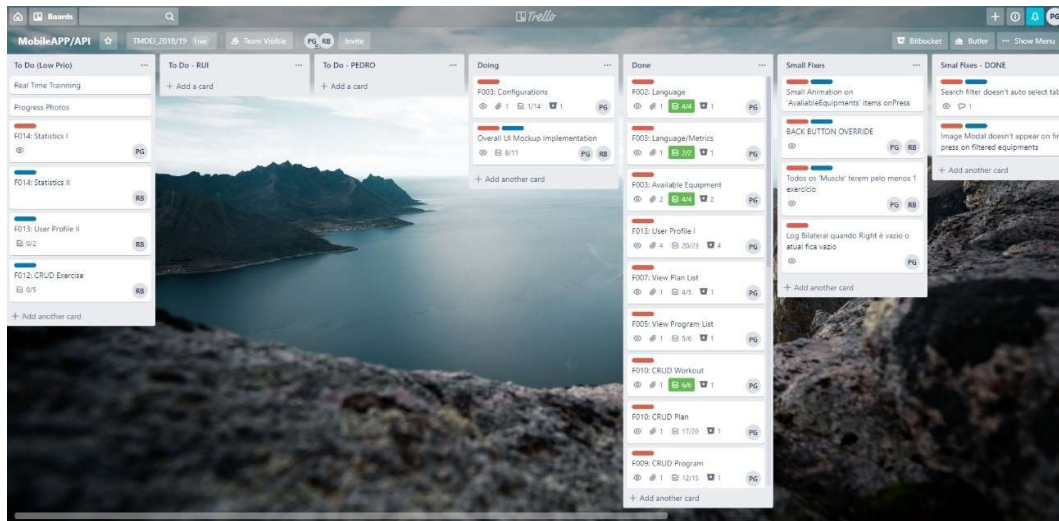 Boards
Trello
PG
MobileAPP/API
TMDEI_2018/19
Free
Team Visible
PG
RB
Invite
Bitbucket
Butler
Show Menu
To Do (Low Prio)
Real Time Trainning
Progress Photos
F014: Statistics I
PG
F014: Statistics II
RB
F013: User Profile II
0/2
RB
F012: CRUD Exercise
0/5
RB
+ Add another card
To Do - RUI
+ Add a card
To Do - PEDRO
+ Add a card
Doing
F003: Configurations
1 1/14 1
PG
Overall UI Mockup Implementation
8/11
PG RB
+ Add another card
Done
F002: Language
1 4/4 1
PG
F003: Language/Metrics
1 2/2 1
PG
F003: Available Equipment
2 4/4 2
PG
F013: User Profile I
4 20/23 4
PG
F007: View Plan List
1 4/5 1
PG
F005: View Program List
1 5/6 1
PG
F010: CRUD Workout
1 6/6 1
PG
F010: CRUD Plan
1 17/20 1
PG
F009: CRUD Program
1 12/13 1
PG
+ Add another card
Small Fixes
Small Animation on
'AvaliableEquipments' items onPress
BACK BUTTON OVERRIDE
PG RB
Todos os 'Muscle' terem pelo menos 1
exercício
PG RB
Log Bilateral quando Right é vazio o
atual fica vazio
PG
+ Add another card
Smal Fixes - DONE
Search filter doesn't auto select tab
1
Image Modal doesn't appear on fir
press on filtered equipments
+ Add another card